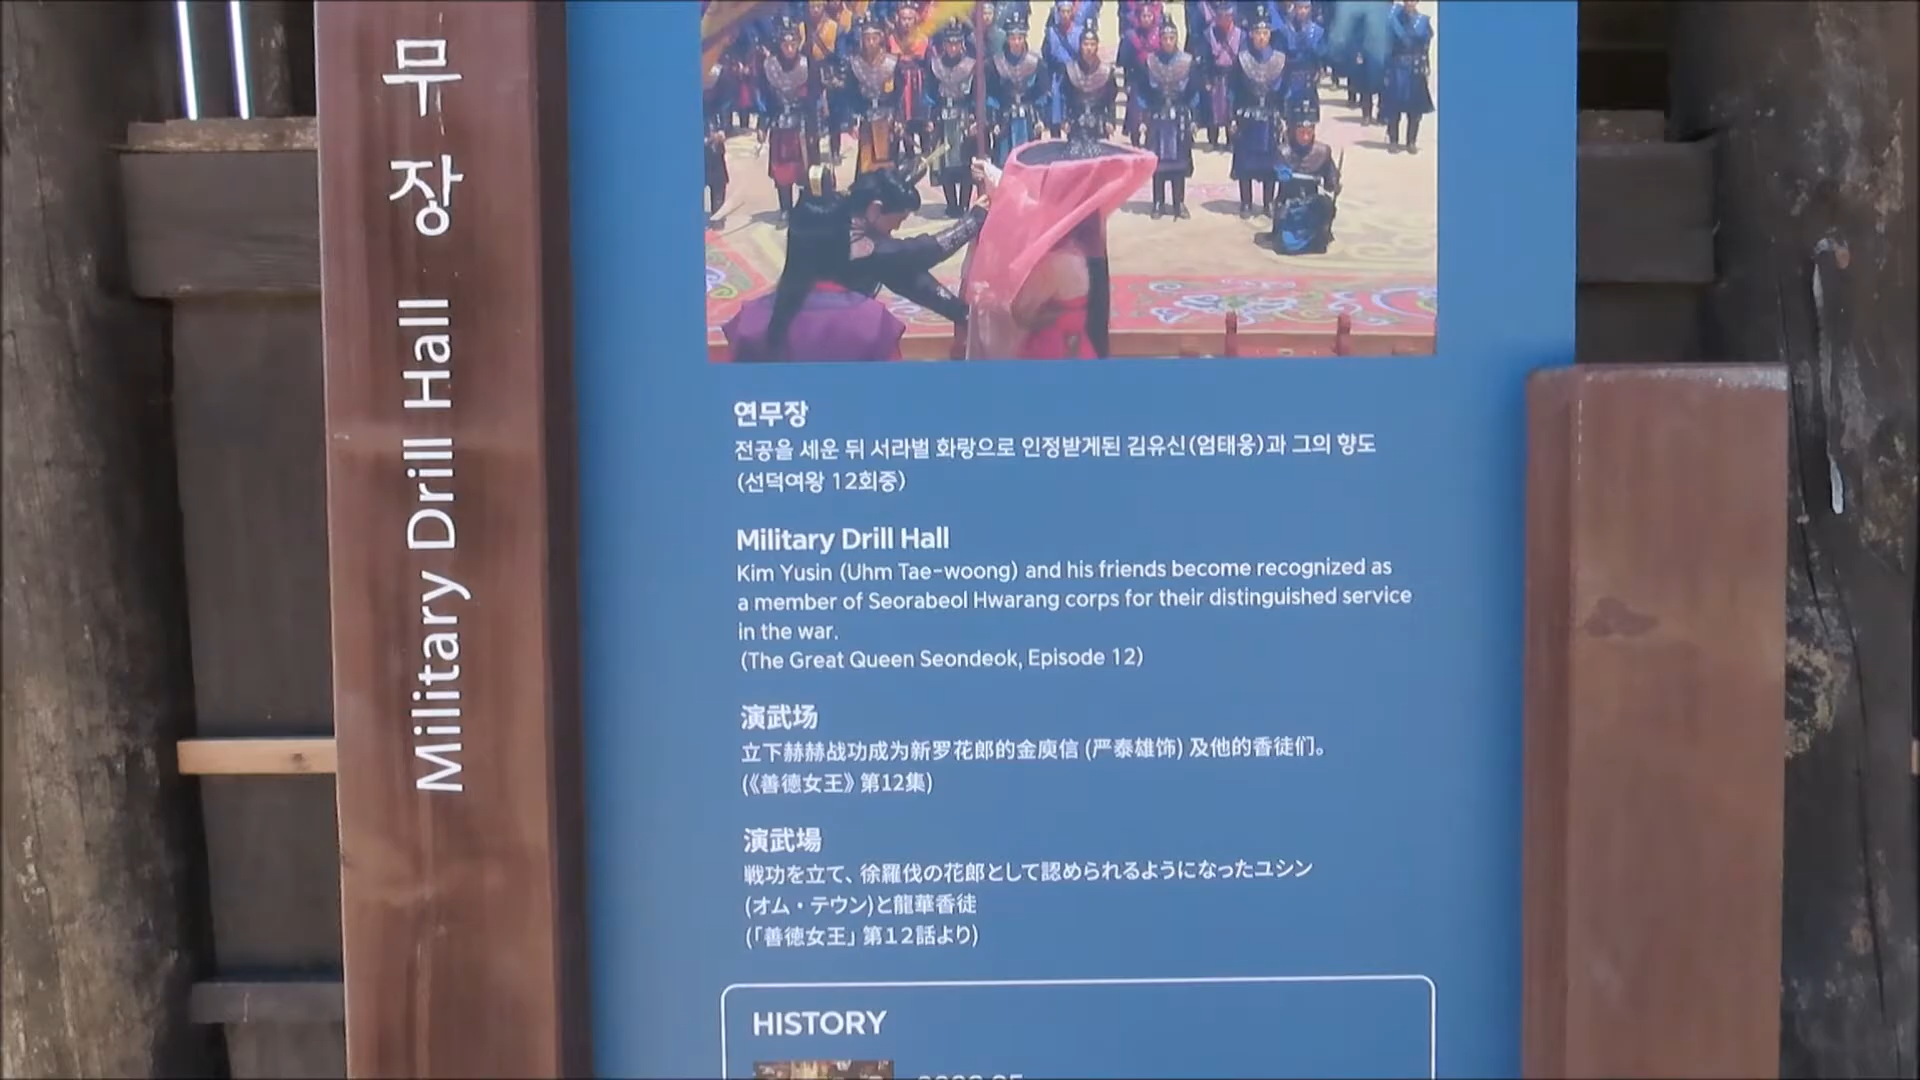 무장
Military Drill Hall
연무장
전공을 세운 뒤 서라벌 화랑으로 인정받게된 김유신(엄태웅)과 그의 향도
(선덕여왕 12회중)
Military Drill Hall
Kim Yusin (Uhm Tae-woong) and his friends become recognized as
a member of Seorabeol Hwarang corps for their distinguished service
in the war.
(The Great Queen Seondeok, Episode 12)
演武场
立下赫赫战功成为新罗花郎的金庾信 (严泰雄饰) 及他的香徒们。
(《善德女王》 第12集)
演武場
戦功を立て、徐羅伐の花郎として認められるようになったユシン
(オム・テウン)と龍華香徒
(「善徳女王」 第12話より)
HISTORY